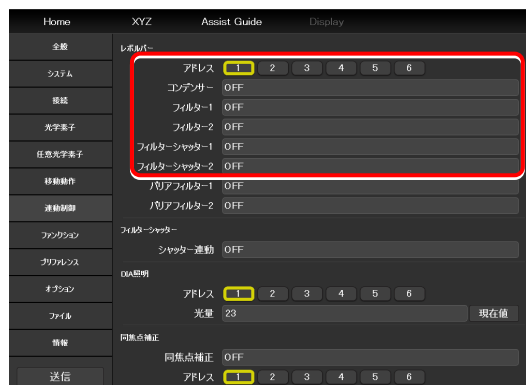 Home XYZ Assist Guide Display
全般
システム
接続
光学素子
任意光学素子
移動動作
連動制御
ファンクション
プリファレンス
オプション
ファイル
情報
送信
レボルバー
アドレス 1 2 3 4 5 6
コンデンサー OFF
フィルター1 OFF
フィルター2 OFF
フィルターシャッター1 OFF
フィルターシャッター2 OFF
バリアフィルター1 OFF
バリアフィルター2 OFF
フィルターシャッター
シャッター連動 OFF
DIA照明
アドレス 1 2 3 4 5 6
光量 23 現在値
同焦点補正
同焦点補正 OFF
アドレス 1 2 3 4 5 6